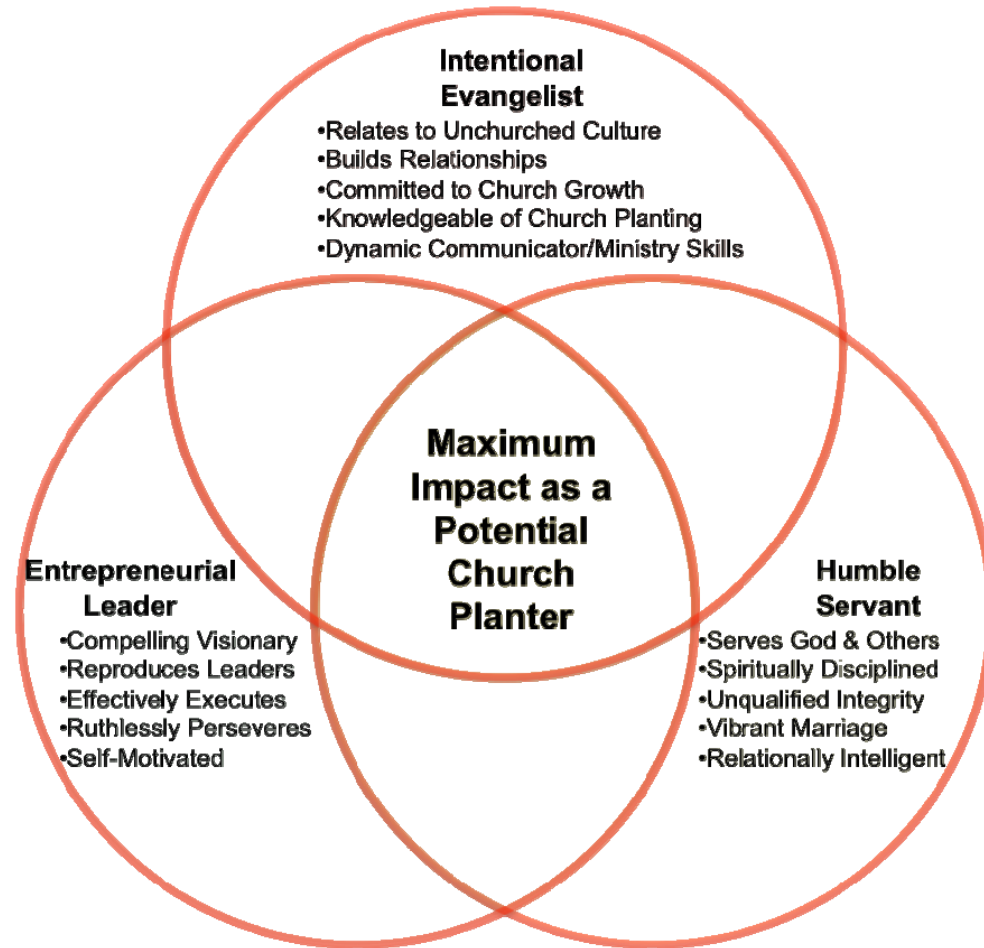 Intentional
Evangelist
•Relates to Unchurched Culture
•Builds Relationships
•Committed to Church Growth
•Knowledgeable of Church Planting
•Dynamic Communicator/Ministry Skills
Maximum
Impact as a
Potential
Church
Planter
Entrepreneurial
Leader
•Compelling Visionary
•Reproduces Leaders
•Effectively Executes
•Ruthlessly Perseveres
•Self-Motivated
Humble
Servant
•Serves God & Others
•Spiritually Disciplined
•Unqualified Integrity
•Vibrant Marriage
•Relationally Intelligent